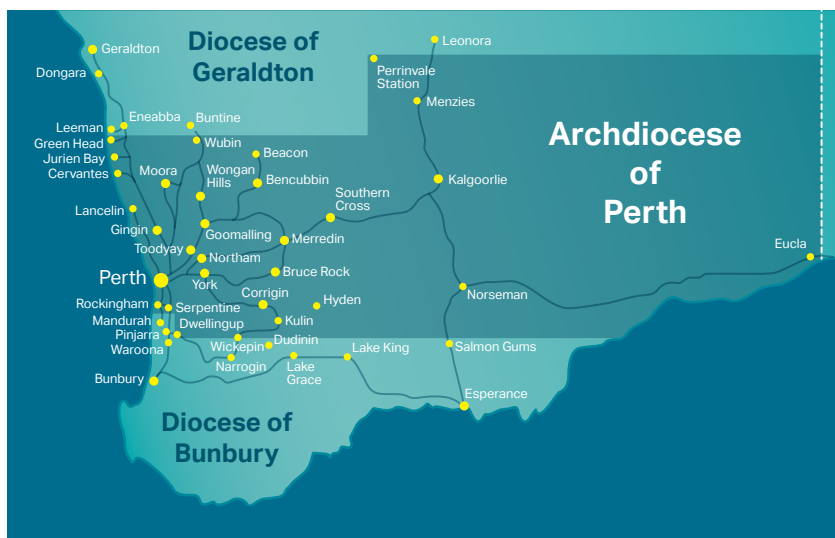 Diocese of
Geraldton
Geraldton
Dongara
Leonora
Perrinvale
Station
Menzies
Archdiocese
of
Perth
Eneabba
Buntine
Leeman
Green Head
Wubin
Jurien Bay
Beacon
Cervantes
Moora
Wongan
Hills
Bencubbin
Kalgoorlie
Southern
Cross
Lancelin
Gingin
Goomalling
Merredin
Toodyay
Northam
Eucla
Perth
York
Bruce Rock
Norseman
Corrigin
Hyden
Rockingham
Serpentine
Mandurah
Dwellingup
Kulin
Pinjarra
Waroona
Wickepin
Dudinin
Lake King
Salmon Gums
Narrogin
Lake
Grace
Bunbury
Esperance
Diocese of
Bunbury